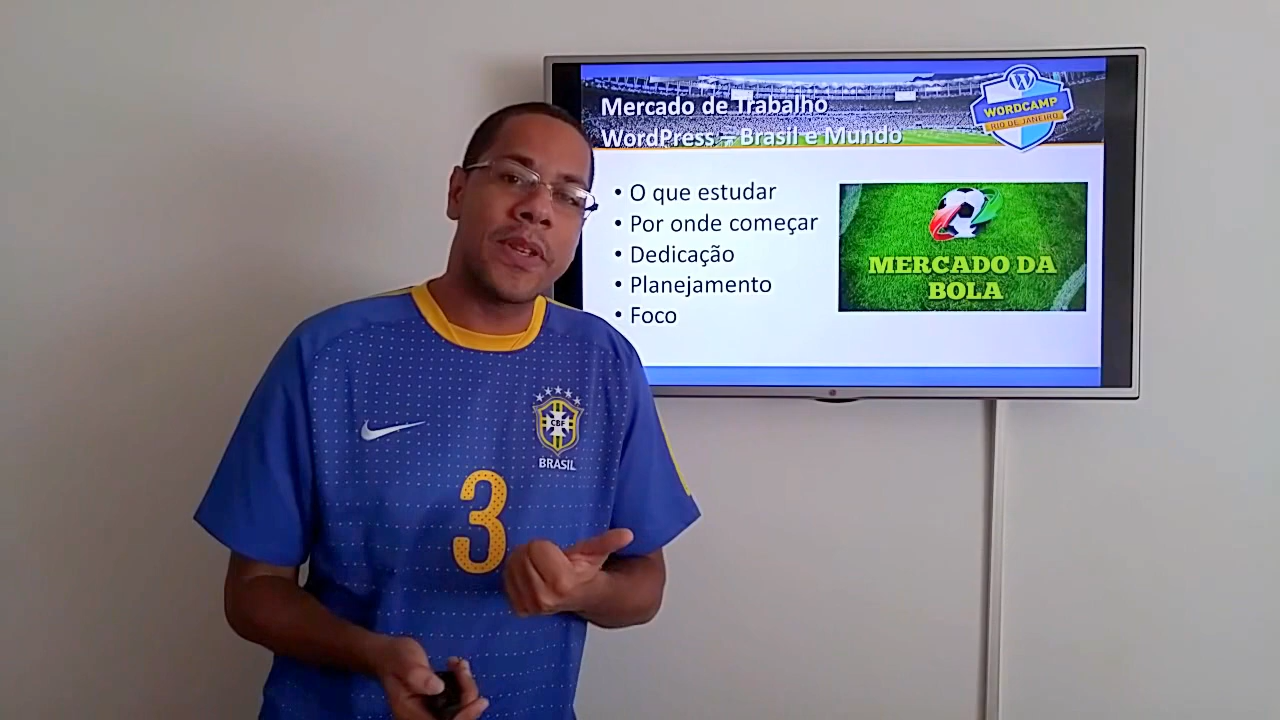 Mercado de Trabalho
WordPress – Brasil e Mundo
WORDCAMP
RIO DE JANEIRO
• O que estudar
• Por onde começar
• Dedicação
• Planejamento
• Foco
MERCADO DA
BOLA
CBF
BRASIL
3